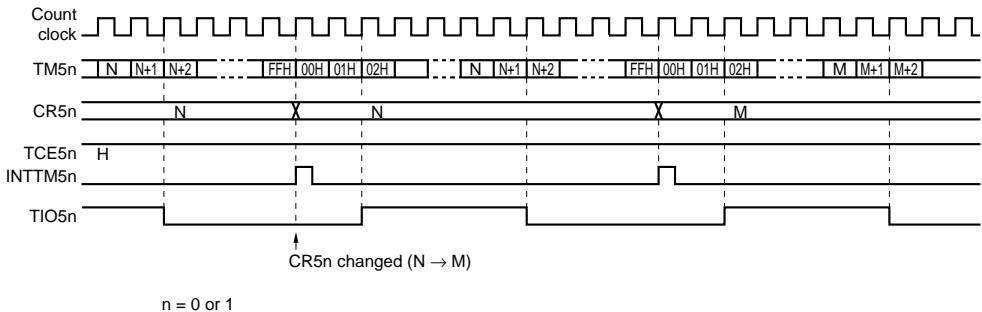 Count
clock
TM5n N N+1 N+2 FFH 00H 01H 02H N N+1 N+2 FFH 00H 01H 02H M M+1 M+2
CR5n N N M
TCE5n H
INTTM5n
TIO5n
CR5n changed (N → M)
n = 0 or 1